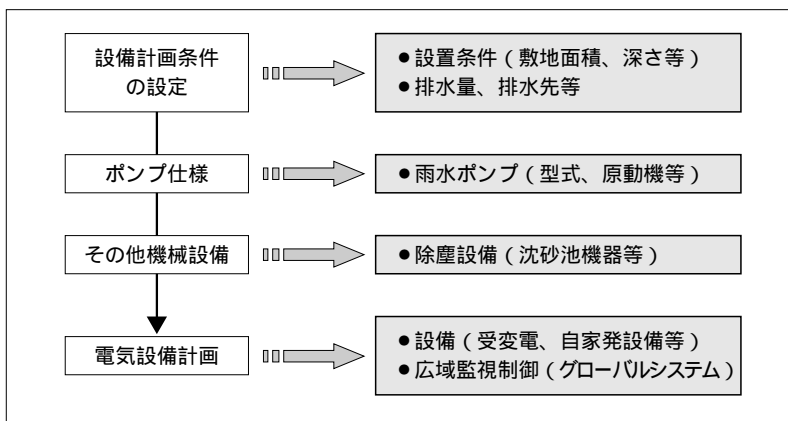 設備計画条件
の設定
●設置条件（敷地面積、深さ等）
●排水量、排水先等
ポンプ仕様
●雨水ポンプ（型式、原動機等）
その他機械設備
●除塵設備（沈砂池機器等）
電気設備計画
●設備（受変電、自家発設備等）
●広域監視制御（グローバルシステム）